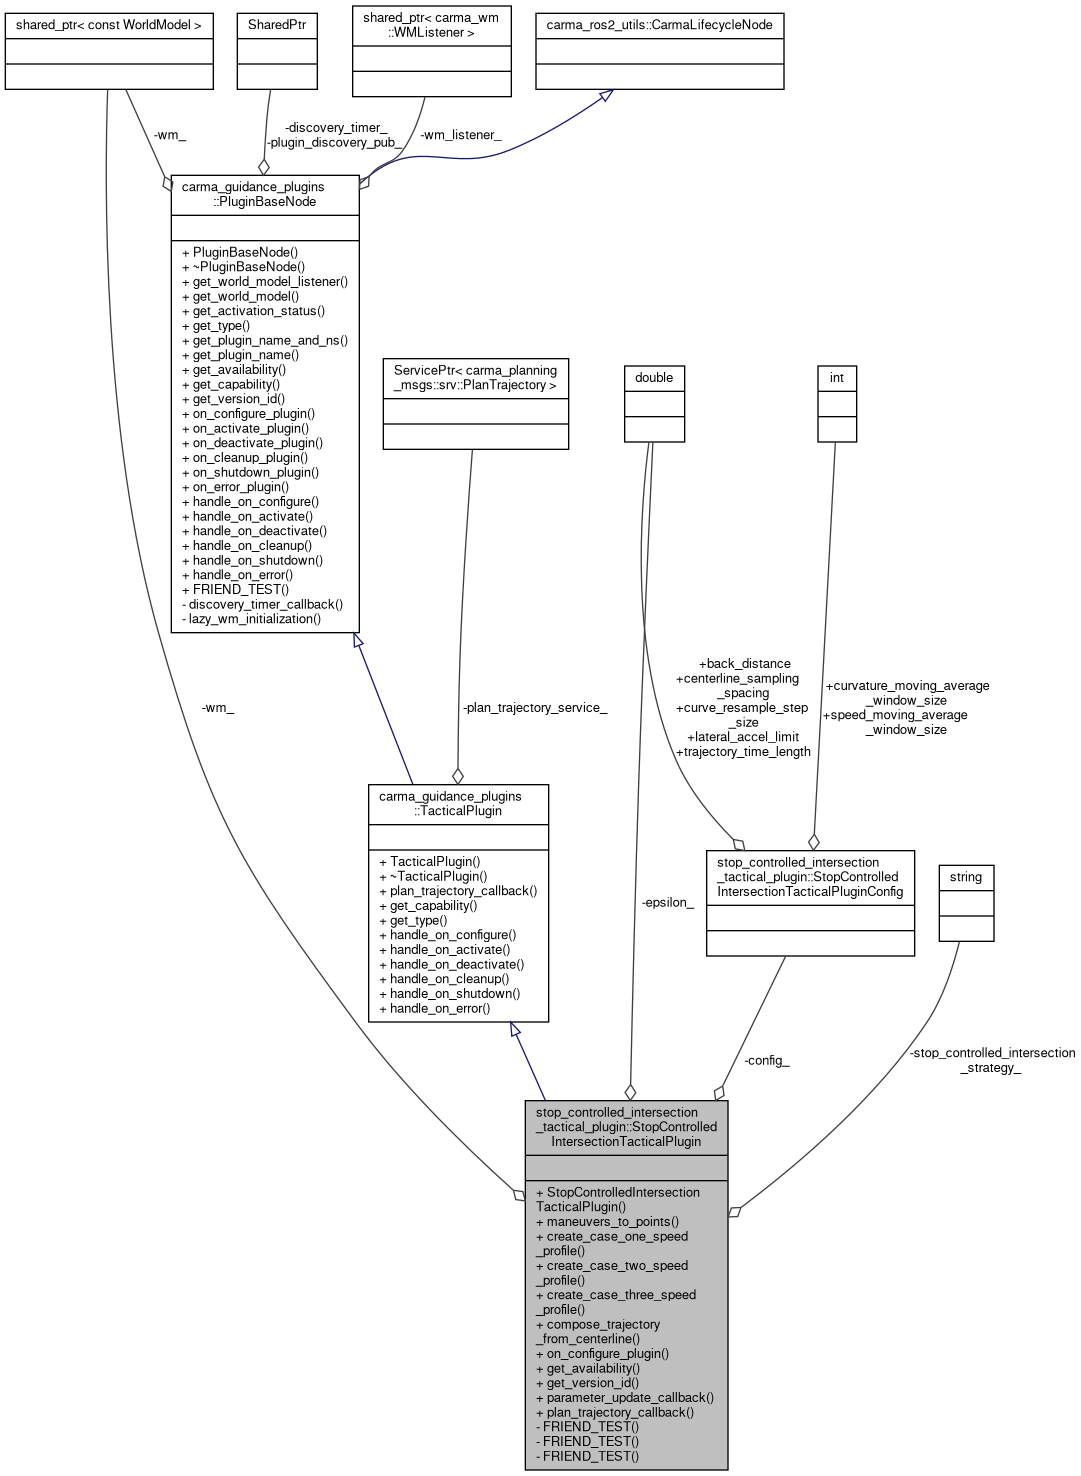 shared_ptr< const WorldModel >
SharedPtr
shared_ptr< carma_wm
::WMListener >
carma_ros2_utils::CarmaLifecycleNode
-wm_
-discovery_timer_
-plugin_discovery_pub_
-wm_listener_
carma_guidance_plugins
::PluginBaseNode
+ PluginBaseNode()
+ ~PluginBaseNode()
+ get_world_model_listener()
+ get_world_model()
+ get_activation_status()
+ get_type()
+ get_plugin_name_and_ns()
+ get_plugin_name()
+ get_availability()
+ get_capability()
+ get_version_id()
+ on_configure_plugin()
+ on_activate_plugin()
+ on_deactivate_plugin()
+ on_cleanup_plugin()
+ on_shutdown_plugin()
+ on_error_plugin()
+ handle_on_configure()
+ handle_on_activate()
+ handle_on_deactivate()
+ handle_on_cleanup()
+ handle_on_shutdown()
+ handle_on_error()
+ FRIEND_TEST()
- discovery_timer_callback()
- lazy_wm_initialization()
ServicePtr< carma_planning
_msgs::srv::PlanTrajectory >
double
int
-wm_
-plan_trajectory_service_
+back_distance
+centerline_sampling
_spacing
+curve_resample_step
_size
+lateral_accel_limit
+trajectory_time_length
+curvature_moving_average
_window_size
+speed_moving_average
_window_size
carma_guidance_plugins
::TacticalPlugin
+ TacticalPlugin()
+ ~TacticalPlugin()
+ plan_trajectory_callback()
+ get_capability()
+ get_type()
+ handle_on_configure()
+ handle_on_activate()
+ handle_on_deactivate()
+ handle_on_cleanup()
+ handle_on_shutdown()
+ handle_on_error()
-epsilon_
stop_controlled_intersection
_tactical_plugin::StopControlled
IntersectionTacticalPluginConfig
string
-config_
-stop_controlled_intersection
_strategy_
stop_controlled_intersection
_tactical_plugin::StopControlled
IntersectionTacticalPlugin
+ StopControlledIntersection
TacticalPlugin()
+ maneuvers_to_points()
+ create_case_one_speed
_profile()
+ create_case_two_speed
_profile()
+ create_case_three_speed
_profile()
+ compose_trajectory
_from_centerline()
+ on_configure_plugin()
+ get_availability()
+ get_version_id()
+ parameter_update_callback()
+ plan_trajectory_callback()
- FRIEND_TEST()
- FRIEND_TEST()
- FRIEND_TEST()